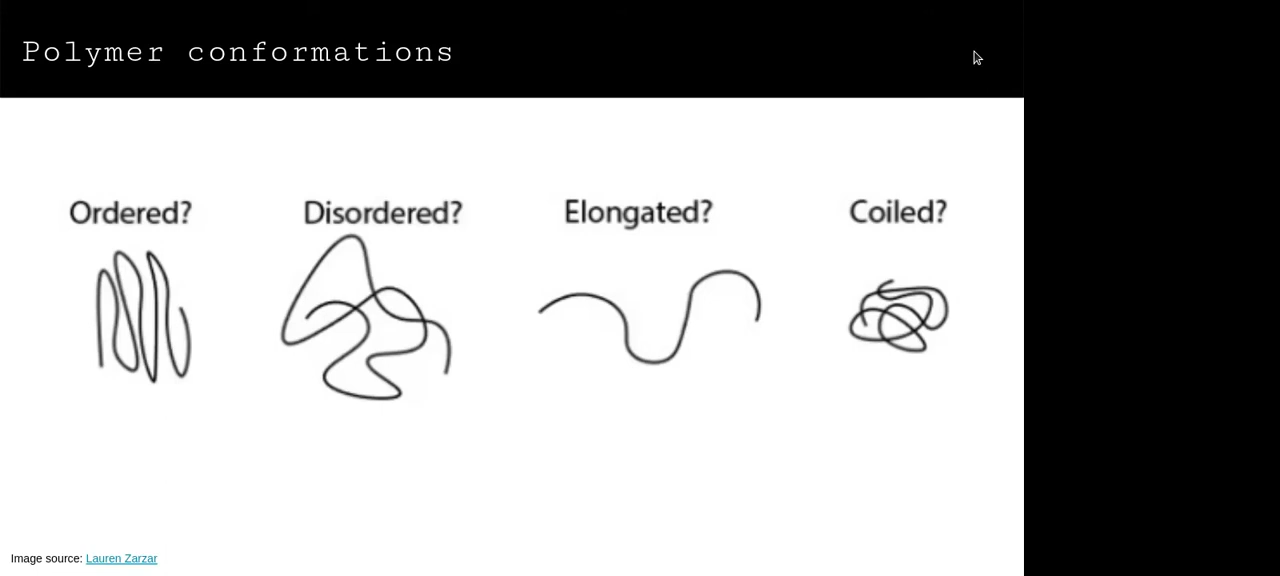 Polymer conformations
Ordered?
Disordered?
Elongated?
Coiled?
Image source: Lauren Zarzar